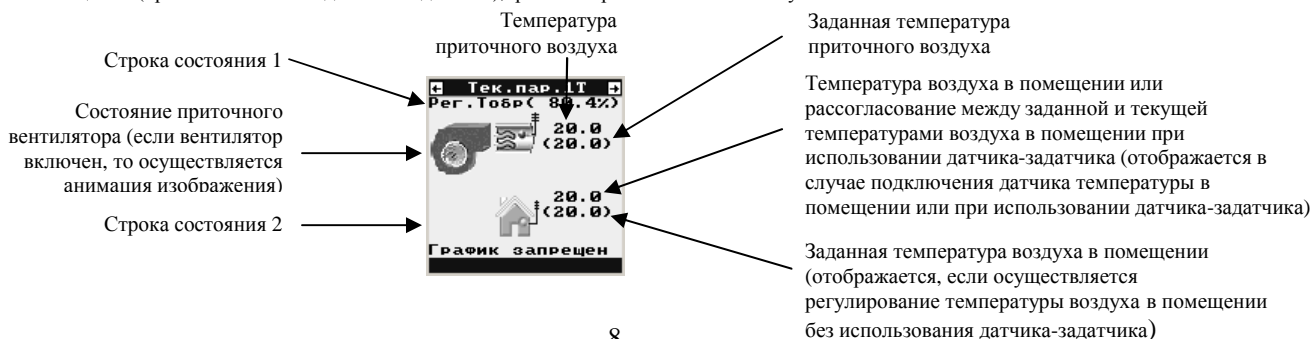 Температура
приточного воздуха
Заданная температура
приточного воздуха
Строка состояния 1
Состояние приточного
вентилятора (если вентилятор
включен, то осуществляется
анимация изображения)
Строка состояния 2
← Тек.пар.1Т →
Рег.Тобр( 80.4%)
20.0
(20.0)
20.0
(20.0)
График запрещен
Температура воздуха в помещении или
рассогласование между заданной и текущей
температурами воздуха в помещении при
использовании датчика-задатчика (отображается в
случае подключения датчика температуры в
помещении или при использовании датчика-задатчика)
Заданная температура воздуха в помещении
(отображается, если осуществляется
регулирование температуры воздуха в помещении
без использования датчика-задатчика)
8